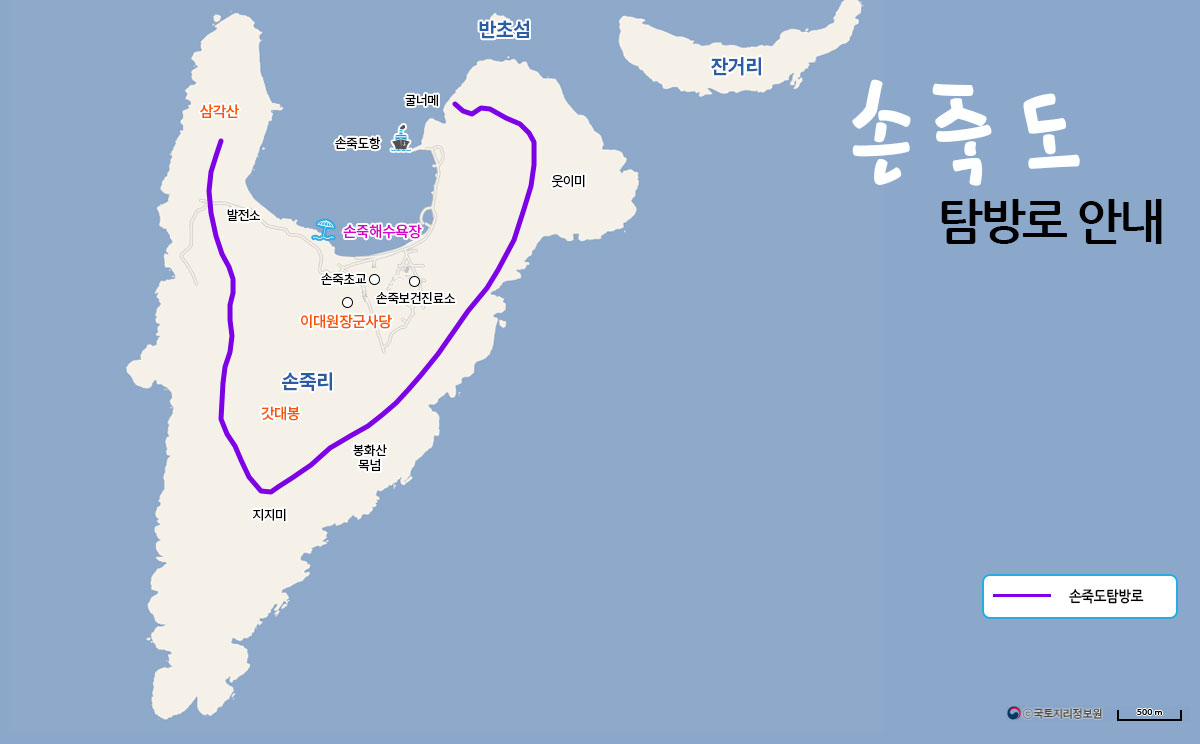 반초섬
잔거리
손죽도
탐방로 안내
삼각산
굴너메
손죽도항
웃이미
발전소
손죽해수욕장
손죽초교
손죽보건진료소
이대원장군사당
손죽리
갓대봉
봉화산
목넘
지지미
손죽도탐방로
©국토지리정보원
500 m